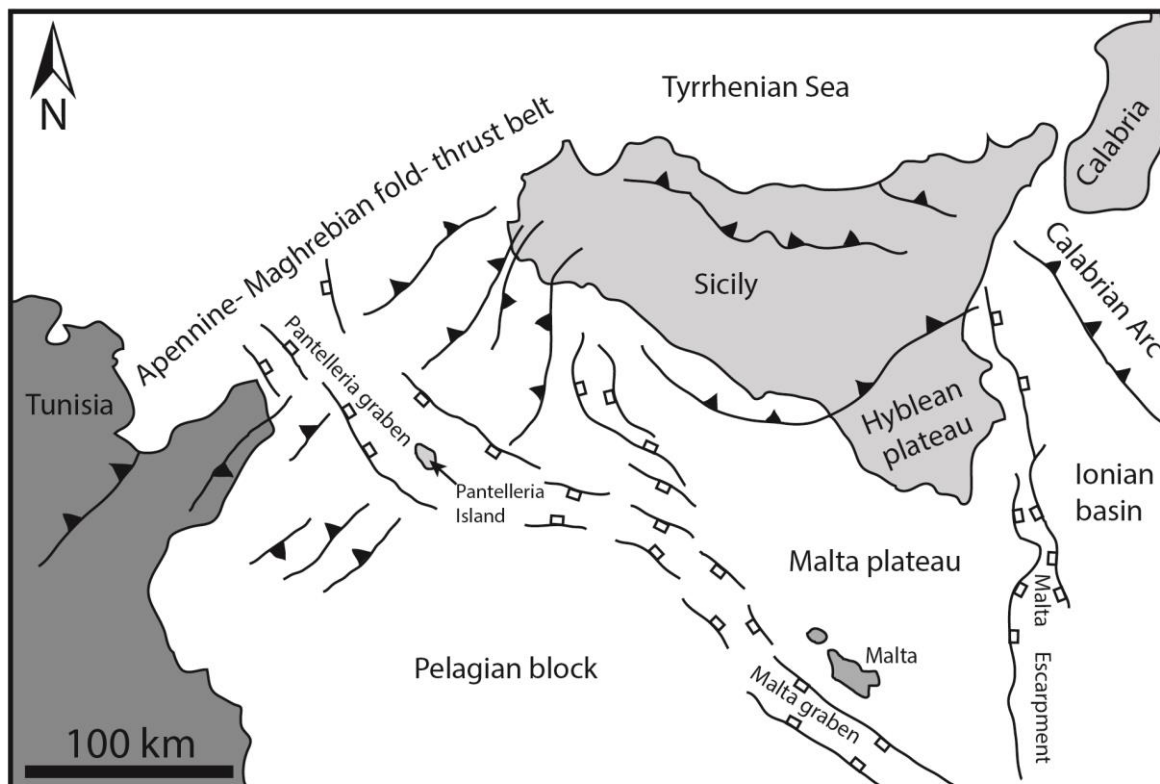 N
Tyrrhenian Sea
Calabria
Apennine- Maghrebian fold- thrust belt
Calabrian Arc
Sicily
Pantelleria graben
Tunisia
Hyblean
plateau
Pantelleria
Island
Ionian
basin
Malta plateau
Malta Escarpment
Malta
Pelagian block
Malta graben
100 km